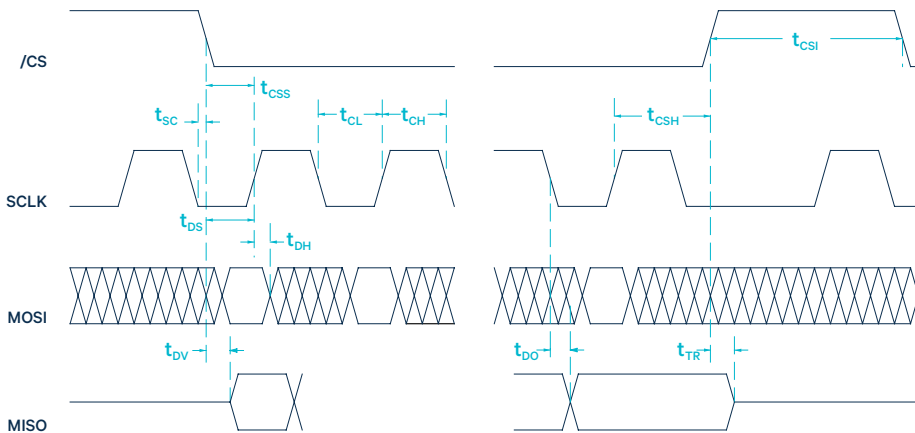 /CS
tCSI
tCSS
tSC
tCL
tCH
tCSH
SCLK
tDS
tDH
MOSI
tDV
tDO
tTR
MISO